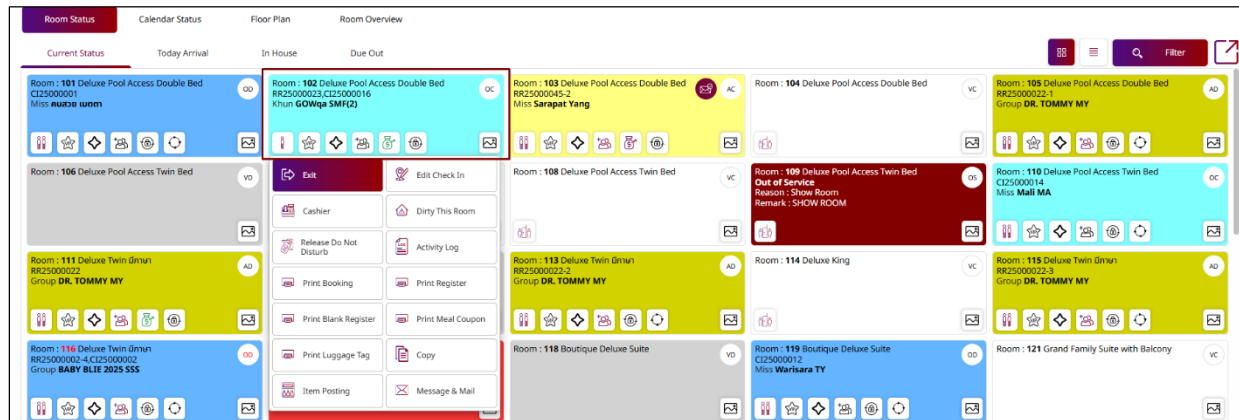 Room Status
Calendar Status
Floor Plan
Room Overview
Current Status
Today Arrival
In House
Due Out
Filter
Room : 101 Deluxe Pool Access Double Bed
OD
CI25000001
Miss คนสวย เมตตา
Room : 102 Deluxe Pool Access Double Bed
OC
RR25000023,CI25000016
Khun GOWqa SMF(2)
Room : 103 Deluxe Pool Access Double Bed
AC
RR25000045-2
Miss Sarapat Yang
Room : 104 Deluxe Pool Access Double Bed
VC
Room : 105 Deluxe Pool Access Double Bed
AD
RR25000022-1
Group DR. TOMMY MY
Room : 106 Deluxe Pool Access Twin Bed
VD
Exit
Edit Check In
Cashier
Dirty This Room
Release Do Not
Disturb
Activity Log
Print Booking
Print Register
Print Blank Register
Print Meal Coupon
Print Luggage Tag
Copy
Item Posting
Message & Mail
Room : 108 Deluxe Pool Access Twin Bed
VC
Room : 109 Deluxe Pool Access Twin Bed
OS
Out of Service
Reason : Show Room
Remark : SHOW ROOM
Room : 110 Deluxe Pool Access Twin Bed
OC
CI25000014
Miss Mali MA
Room : 111 Deluxe Twin มีภาษา
AD
RR25000022
Group DR. TOMMY MY
Room : 113 Deluxe Twin มีภาษา
AD
RR25000022-2
Group DR. TOMMY MY
Room : 114 Deluxe King
VC
Room : 115 Deluxe Twin มีภาษา
AD
RR25000022-3
Group DR. TOMMY MY
Room : 116 Deluxe Twin มีภาษา
OD
RR25000002-4,CI25000002
Group BABY BLIE 2025 SSS
Room : 118 Boutique Deluxe Suite
VD
Room : 119 Boutique Deluxe Suite
OD
CI25000012
Miss Warisara TY
Room : 121 Grand Family Suite with Balcony
VC